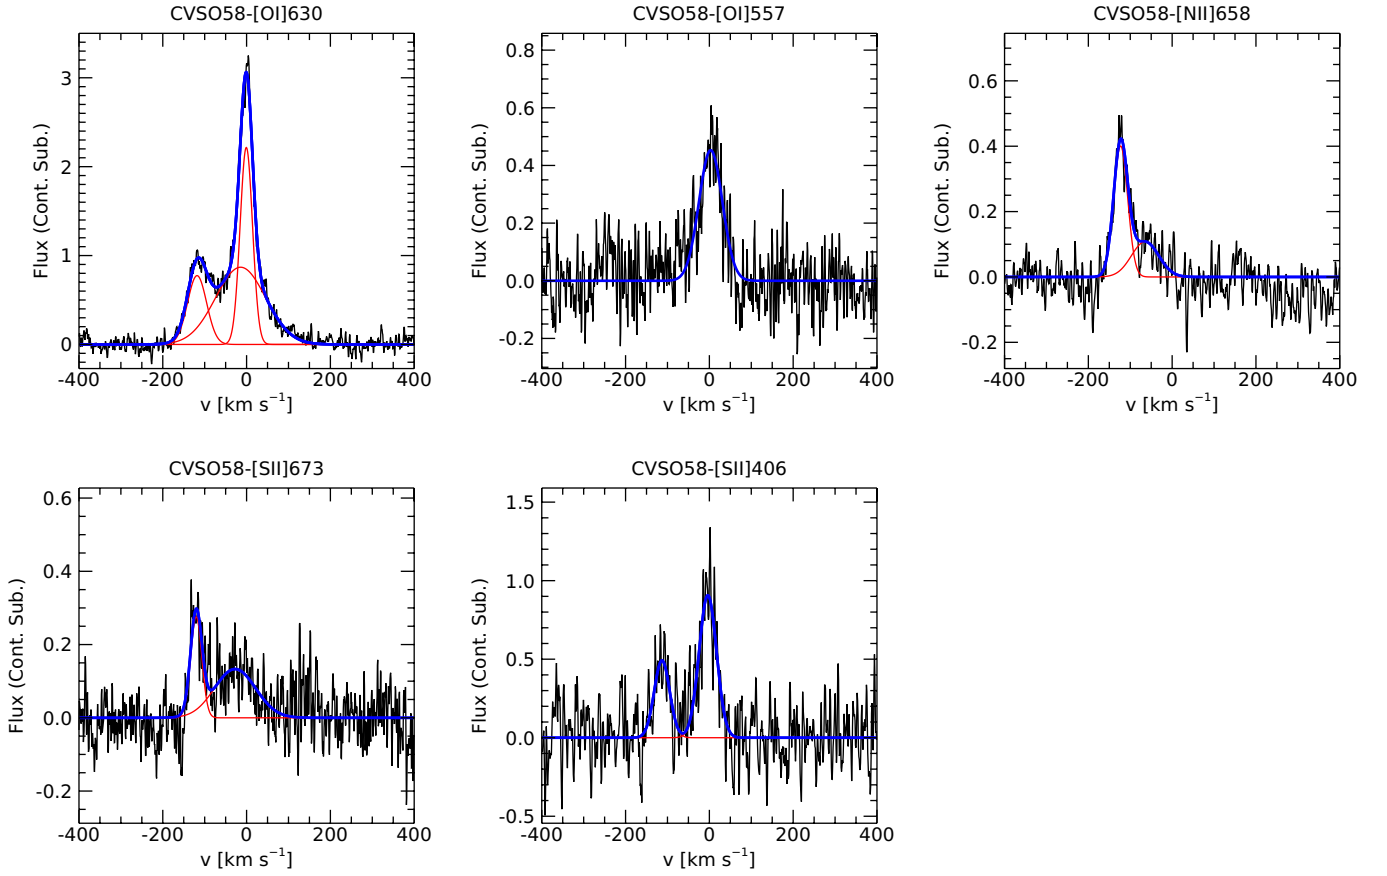 CVSO58-[OI]630
CVSO58-[OI]557
CVSO58-[NII]658
Flux (Cont. Sub.)
3
2
1
0
-400 -200 0 200 400
v [km s⁻¹]
Flux (Cont. Sub.)
0.8
0.6
0.4
0.2
0.0
-0.2
-400 -200 0 200 400
v [km s⁻¹]
Flux (Cont. Sub.)
0.6
0.4
0.2
0.0
-0.2
-400 -200 0 200 400
v [km s⁻¹]
CVSO58-[SII]673
CVSO58-[SII]406
Flux (Cont. Sub.)
0.6
0.4
0.2
0.0
-0.2
-400 -200 0 200 400
v [km s⁻¹]
Flux (Cont. Sub.)
1.5
1.0
0.5
0.0
-0.5
-400 -200 0 200 400
v [km s⁻¹]